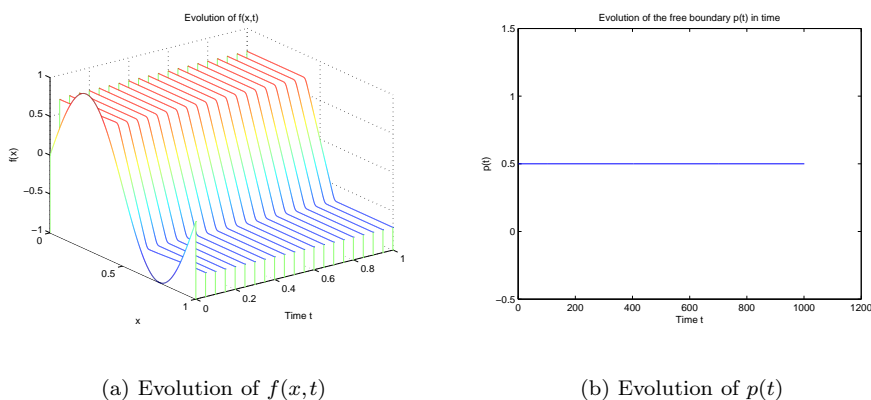 Evolution of f(x,t)
1
0.5
0
−0.5
−1
f(x)
0
0.5
1
x
0
0.2
0.4
0.6
0.8
1
Time t
Evolution of the free boundary p(t) in time
1.5
1
0.5
0
−0.5
p(t)
0
200
400
600
800
1000
1200
Time t
(a) Evolution of f(x, t)
(b) Evolution of p(t)